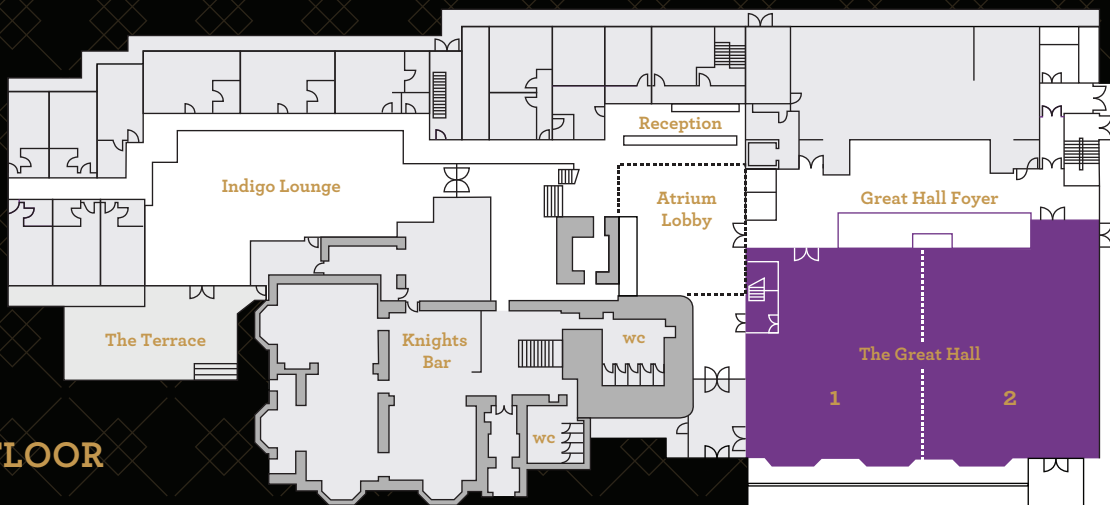 Reception
Indigo Lounge
Atrium
Lobby
Great Hall Foyer
The Terrace
Knights
Bar
wc
The Great Hall
1
2
wc